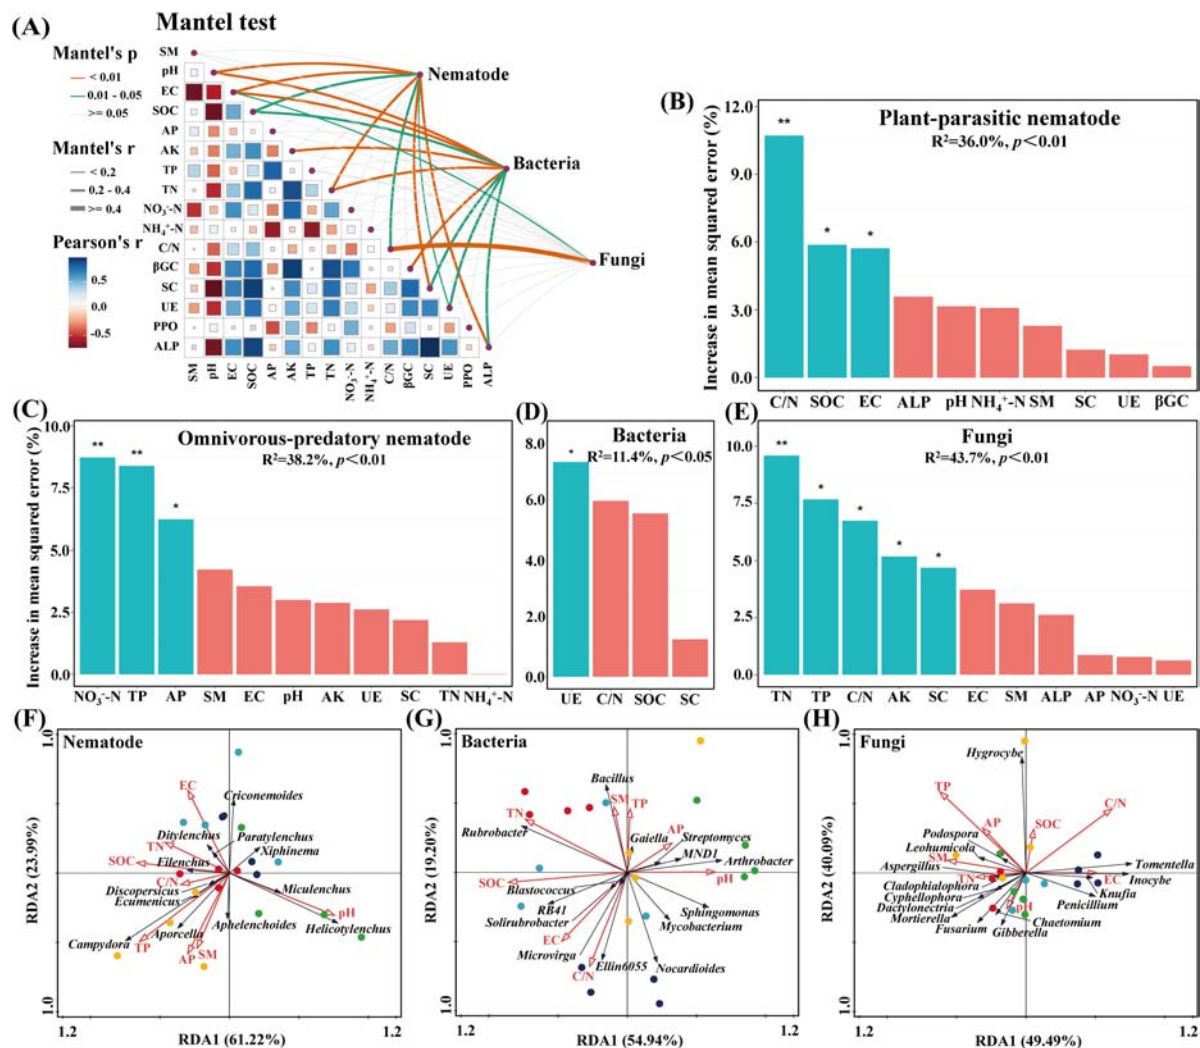 (A)
Mantel test
Mantel's p
< 0.01
0.01 - 0.05
>= 0.05
Mantel's r
< 0.2
0.2 - 0.4
>= 0.4
Pearson's r
0.5
0.0
-0.5
SM
pH
EC
SOC
AP
AK
TP
TN
NO₃⁻-N
NH₄⁺-N
C/N
βGC
SC
UE
PPO
ALP
SM
pH
EC
SOC
AP
AK
TP
TN
NO₃⁻-N
NH₄⁺-N
C/N
βGC
SC
UE
PPO
ALP
Nematode
Bacteria
Fungi
(B)
Plant-parasitic nematode
R²=36.0%, p<0.01
Increase in mean squared error (%)
12.0
9.0
6.0
3.0
0.0
**
*
*
C/N SOC EC ALP pH NH₄⁺-N SM SC UE βGC
(C)
Omnivorous-predatory nematode
R²=38.2%, p<0.01
Increase in mean squared error (%)
10.0
7.5
5.0
2.5
0.0
**
**
*
NO₃⁻-N TP AP SM EC pH AK UE SC TN NH₄⁺-N
(D)
Bacteria
R²=11.4%, p<0.05
8.0
6.0
4.0
2.0
0.0
*
UE C/N SOC SC
(E)
Fungi
R²=43.7%, p<0.01
10.0
7.5
5.0
2.5
0.0
**
*
*
*
*
TN TP C/N AK SC EC SM ALP AP NO₃⁻-N UE
(F)
Nematode
1.0
RDA2 (23.99%)
1.0
EC
Criconemoides
Ditylenchus
Paratylenchus
TN
Xiphinema
SOC
Filenchus
C/N
Discopersicus
Miculenchus
Ecumenicus
pH
Aphelenchoides
Helicotylenchus
Aporcella
Campydora
TP
AP
SM
1.2
RDA1 (61.22%)
1.2
(G)
Bacteria
1.0
RDA2 (19.20%)
1.0
Bacillus
SM
TP
TN
Rubrobacter
AP
Gaiella
Streptomyces
MND1
Arthrobacter
SOC
pH
Blastococcus
RB41
Sphingomonas
Solirubrobacter
Mycobacterium
EC
Microvirga
Ellin6055
Nocardioides
C/N
1.2
RDA1 (54.94%)
1.2
(H)
Fungi
1.0
RDA2 (40.09%)
1.0
Hygrocybe
TP
C/N
AP
SOC
Podospora
Leohumicola
SM
Aspergillus
Tomentella
TN
EC
Inocybe
Cladophialophora
Knufia
Cyphellophora
Penicillium
Dactylonectria
pH
Mortierella
Chaetomium
Fusarium
Gibberella
1.2
RDA1 (49.49%)
1.2